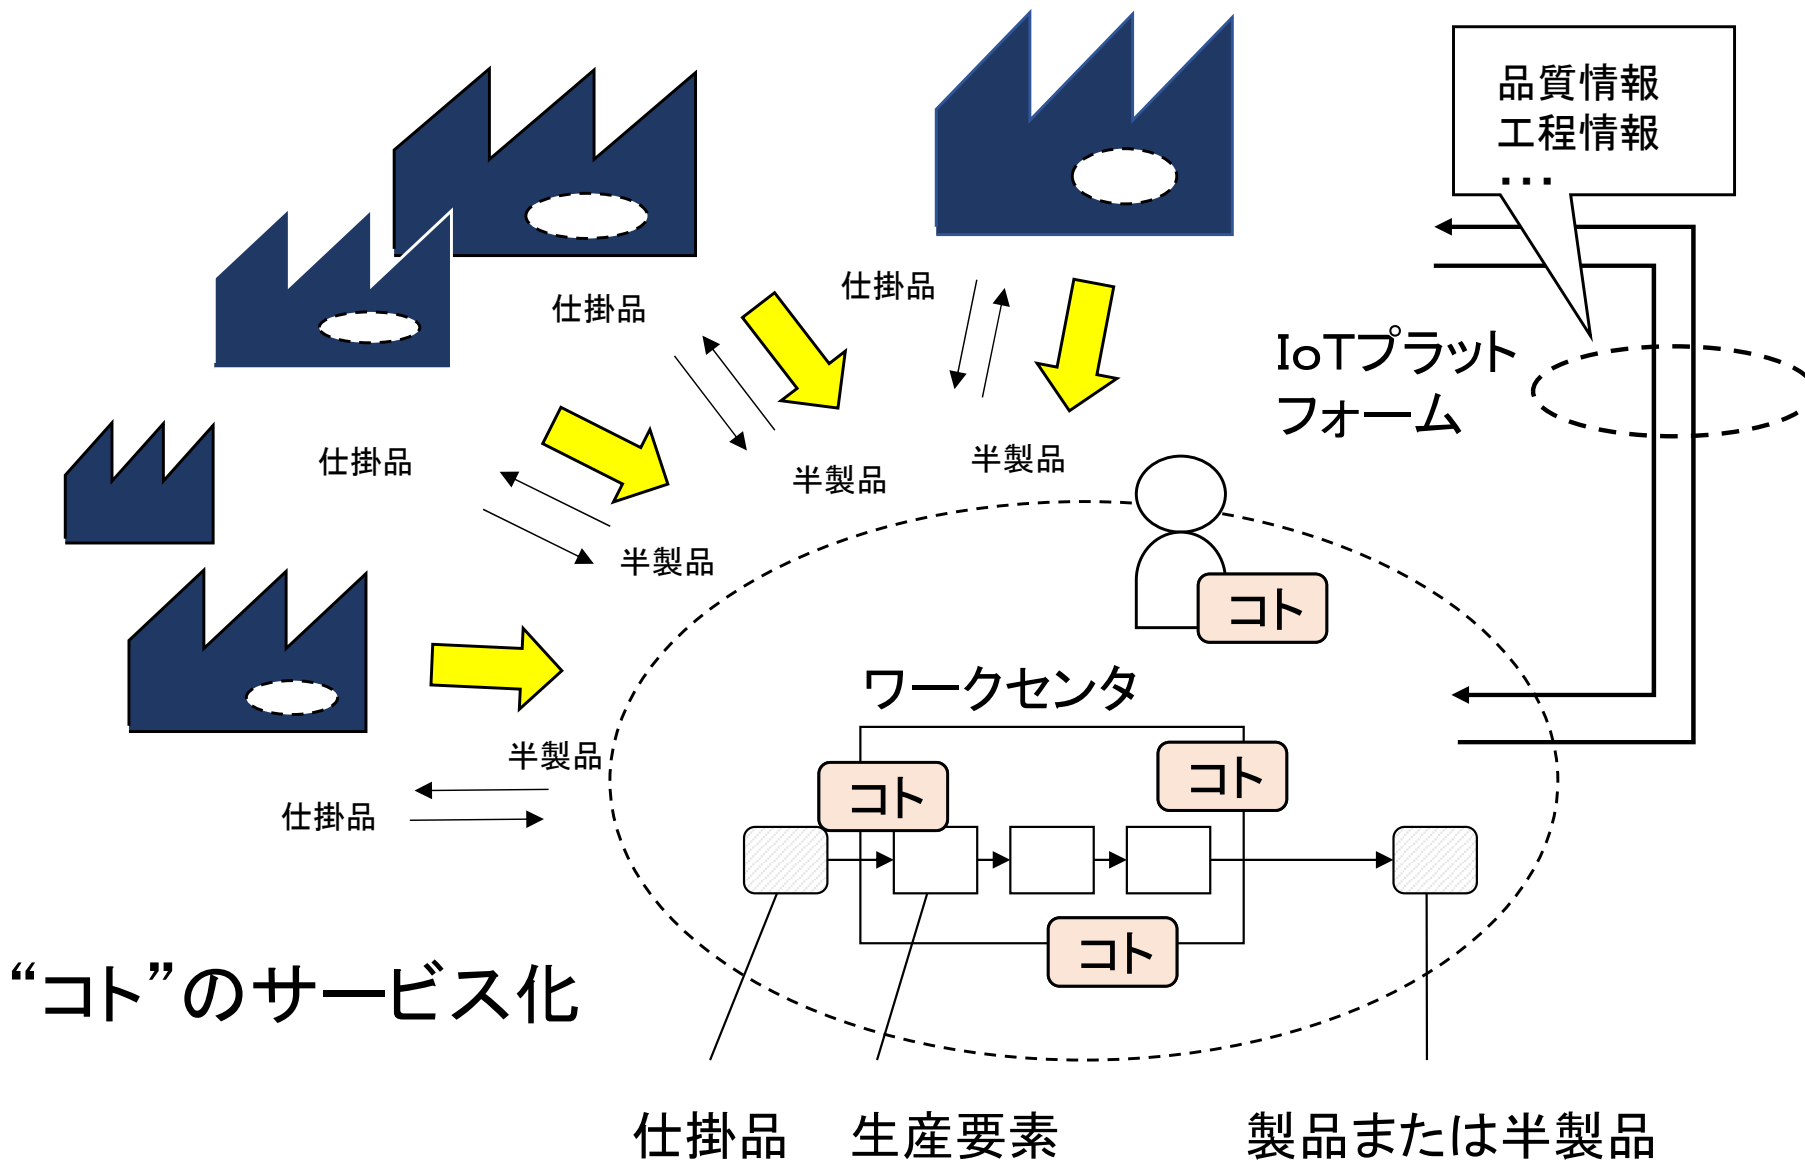 品質情報
工程情報
・・・
仕掛品
仕掛品
IoTプラット
フォーム
仕掛品
半製品
半製品
半製品
コト
ワークセンタ
半製品
コト
コト
仕掛品
コト
“コト”のサービス化
仕掛品
生産要素
製品または半製品